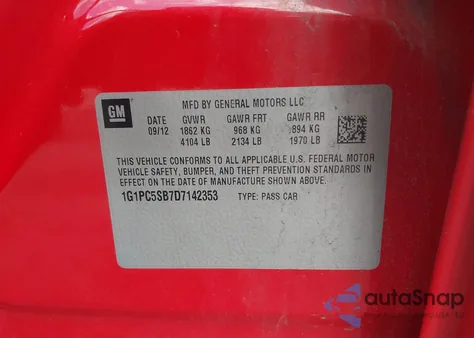 GM
MFD BY GENERAL MOTORS LLC
DATE GVWR GAWR FRT GAWR RR
09/12 1862 KG 968 KG 894 KG
4104 LB 2134 LB 1970 LB
THIS VEHICLE CONFORMS TO ALL APPLICABLE U.S. FEDERAL MOTOR
VEHICLE SAFETY, BUMPER, AND THEFT PREVENTION STANDARDS
IN EFFECT ON THE DATE OF MANUFACTURE SHOWN ABOVE.
1G1PC5SB7D7142353 TYPE: PASS CAR
autoSnap